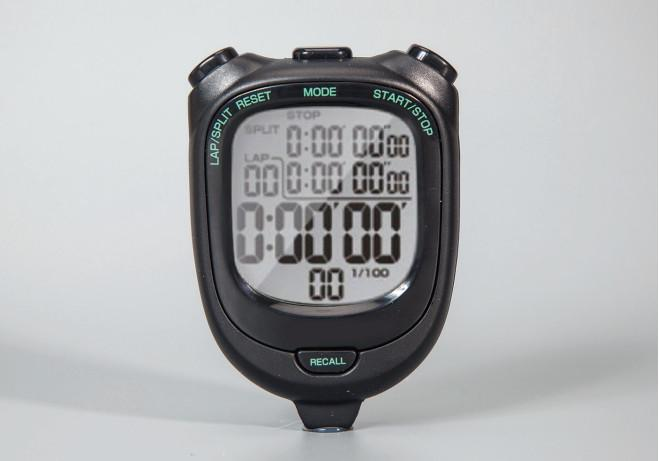 LAP/SPLIT RESET MODE START/STOP
STOP
SPLIT 0:00'00"00
LAP
00 0:00'00"00
0:00'00"
00 1/100
RECALL